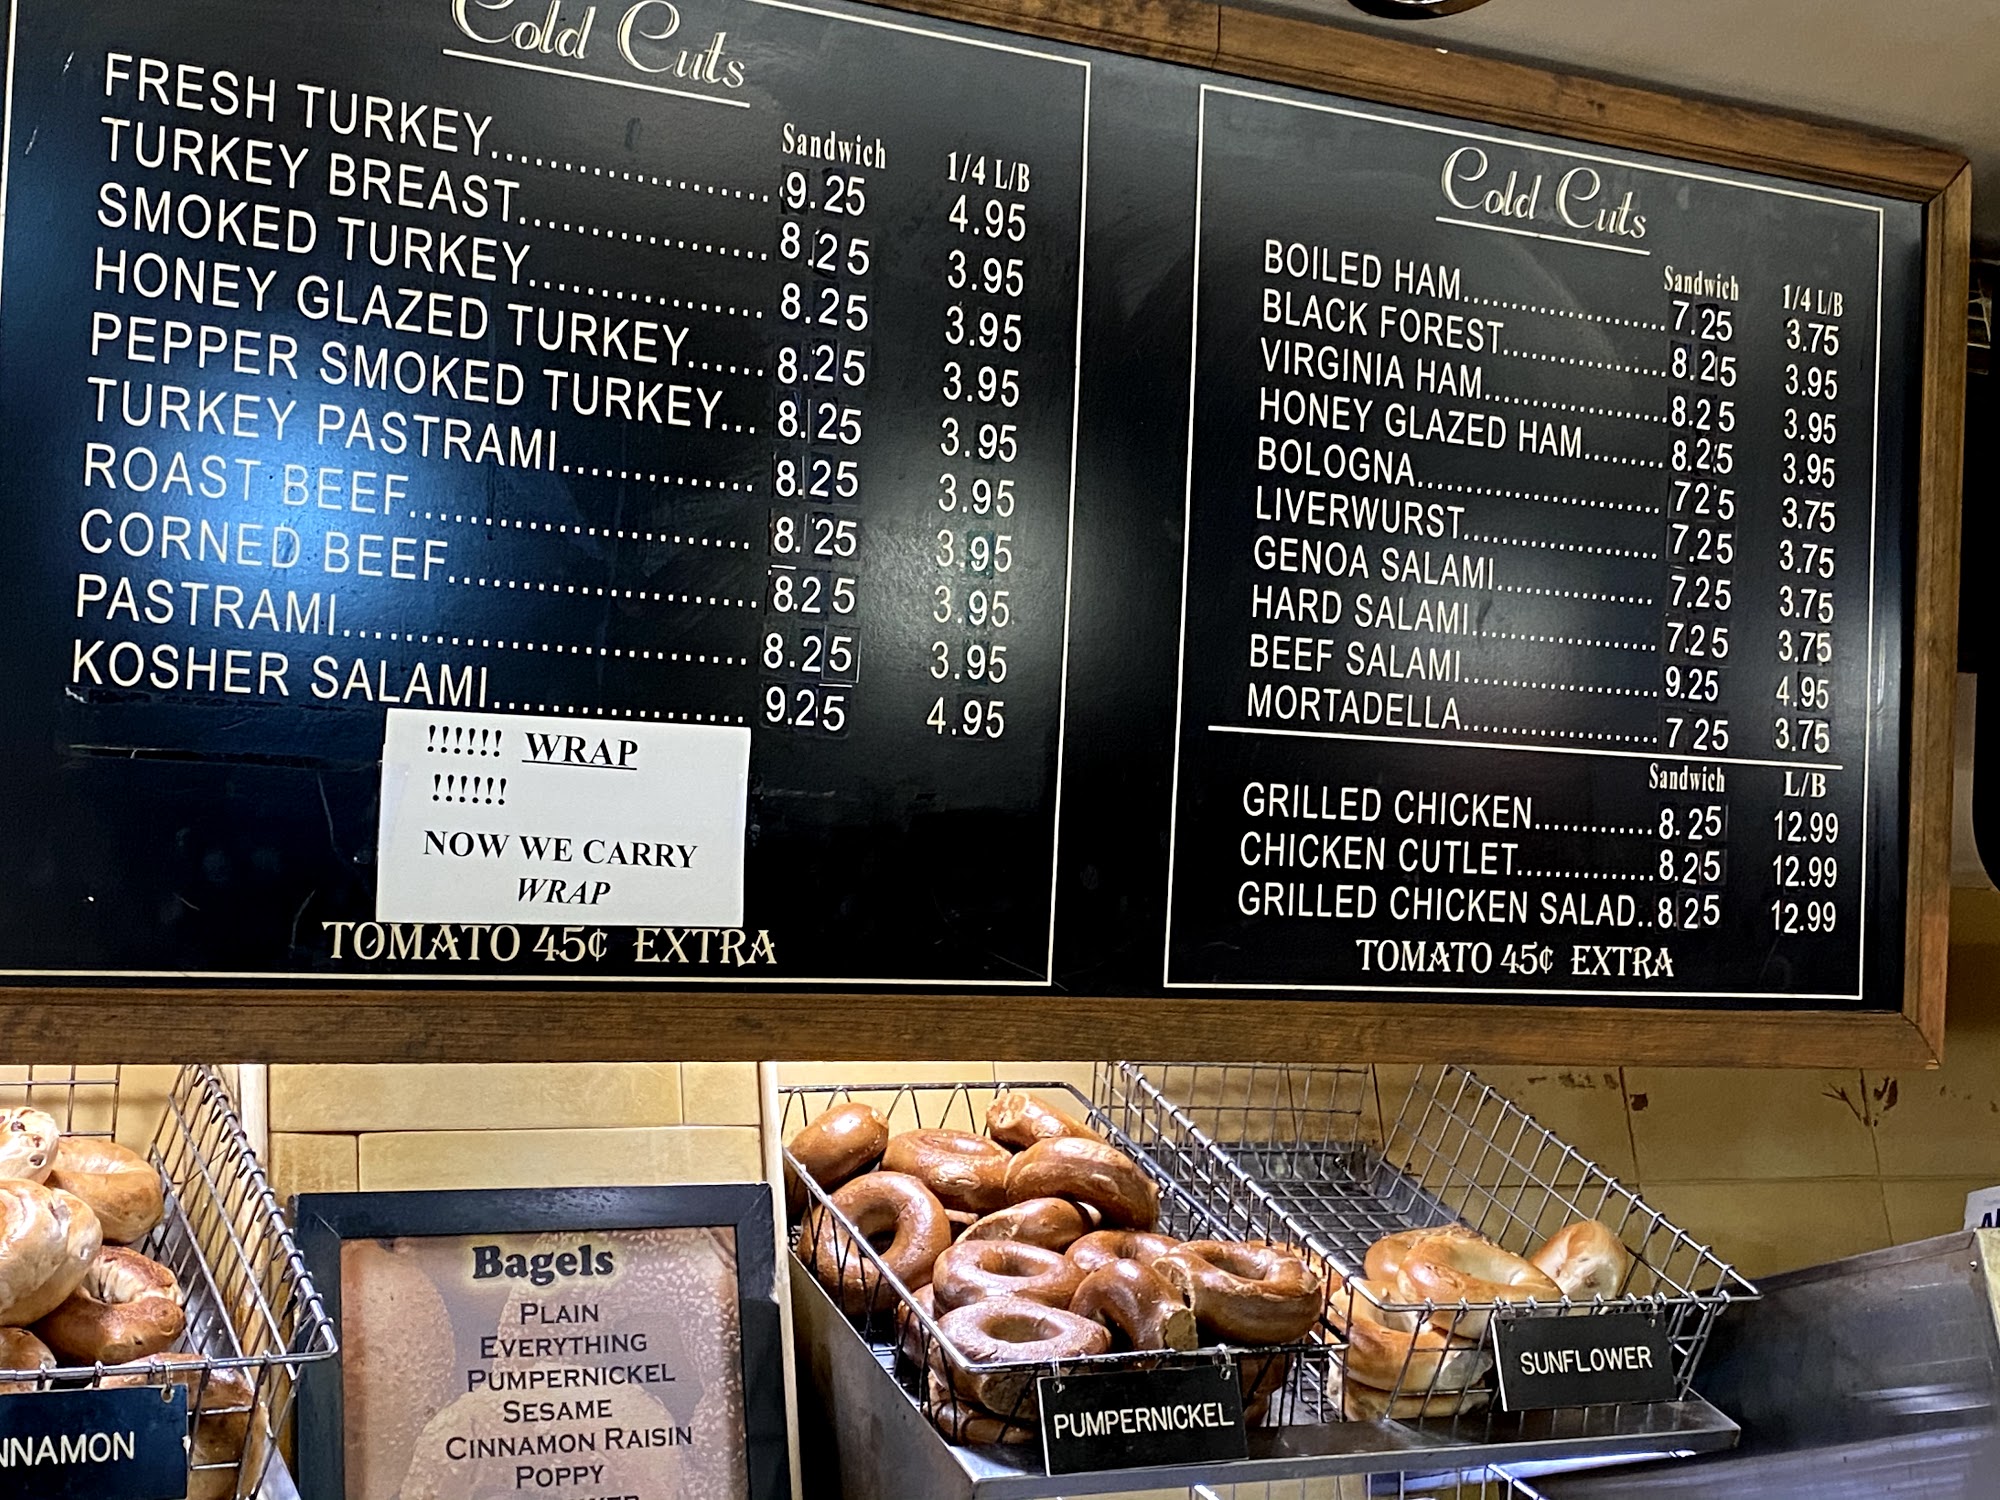 Cold Cuts
Sandwich 1/4 L/B
FRESH TURKEY 9.25 4.95
TURKEY BREAST 8.25 3.95
SMOKED TURKEY 8.25 3.95
HONEY GLAZED TURKEY 8.25 3.95
PEPPER SMOKED TURKEY 8.25 3.95
TURKEY PASTRAMI 8.25 3.95
ROAST BEEF 8.25 3.95
CORNED BEEF 8.25 3.95
PASTRAMI 8.25 3.95
KOSHER SALAMI 9.25 4.95
!!!!!! WRAP
!!!!!!
NOW WE CARRY
WRAP
TOMATO 45¢ EXTRA
Cold Cuts
Sandwich 1/4 L/B
BOILED HAM 7.25 3.75
BLACK FOREST 8.25 3.95
VIRGINIA HAM 8.25 3.95
HONEY GLAZED HAM 8.25 3.95
BOLOGNA 725 3.75
LIVERWURST 7.25 3.75
GENOA SALAMI 7.25 3.75
HARD SALAMI 7.25 3.75
BEEF SALAMI 9.25 4.95
MORTADELLA 7 25 3.75
Sandwich L/B
GRILLED CHICKEN 8.25 12.99
CHICKEN CUTLET 8.25 12.99
GRILLED CHICKEN SALAD 8.25 12.99
TOMATO 45¢ EXTRA
NNAMON
Bagels
PLAIN
EVERYTHING
PUMPERNICKEL
SESAME
CINNAMON RAISIN
POPPY
PUMPERNICKEL
SUNFLOWER